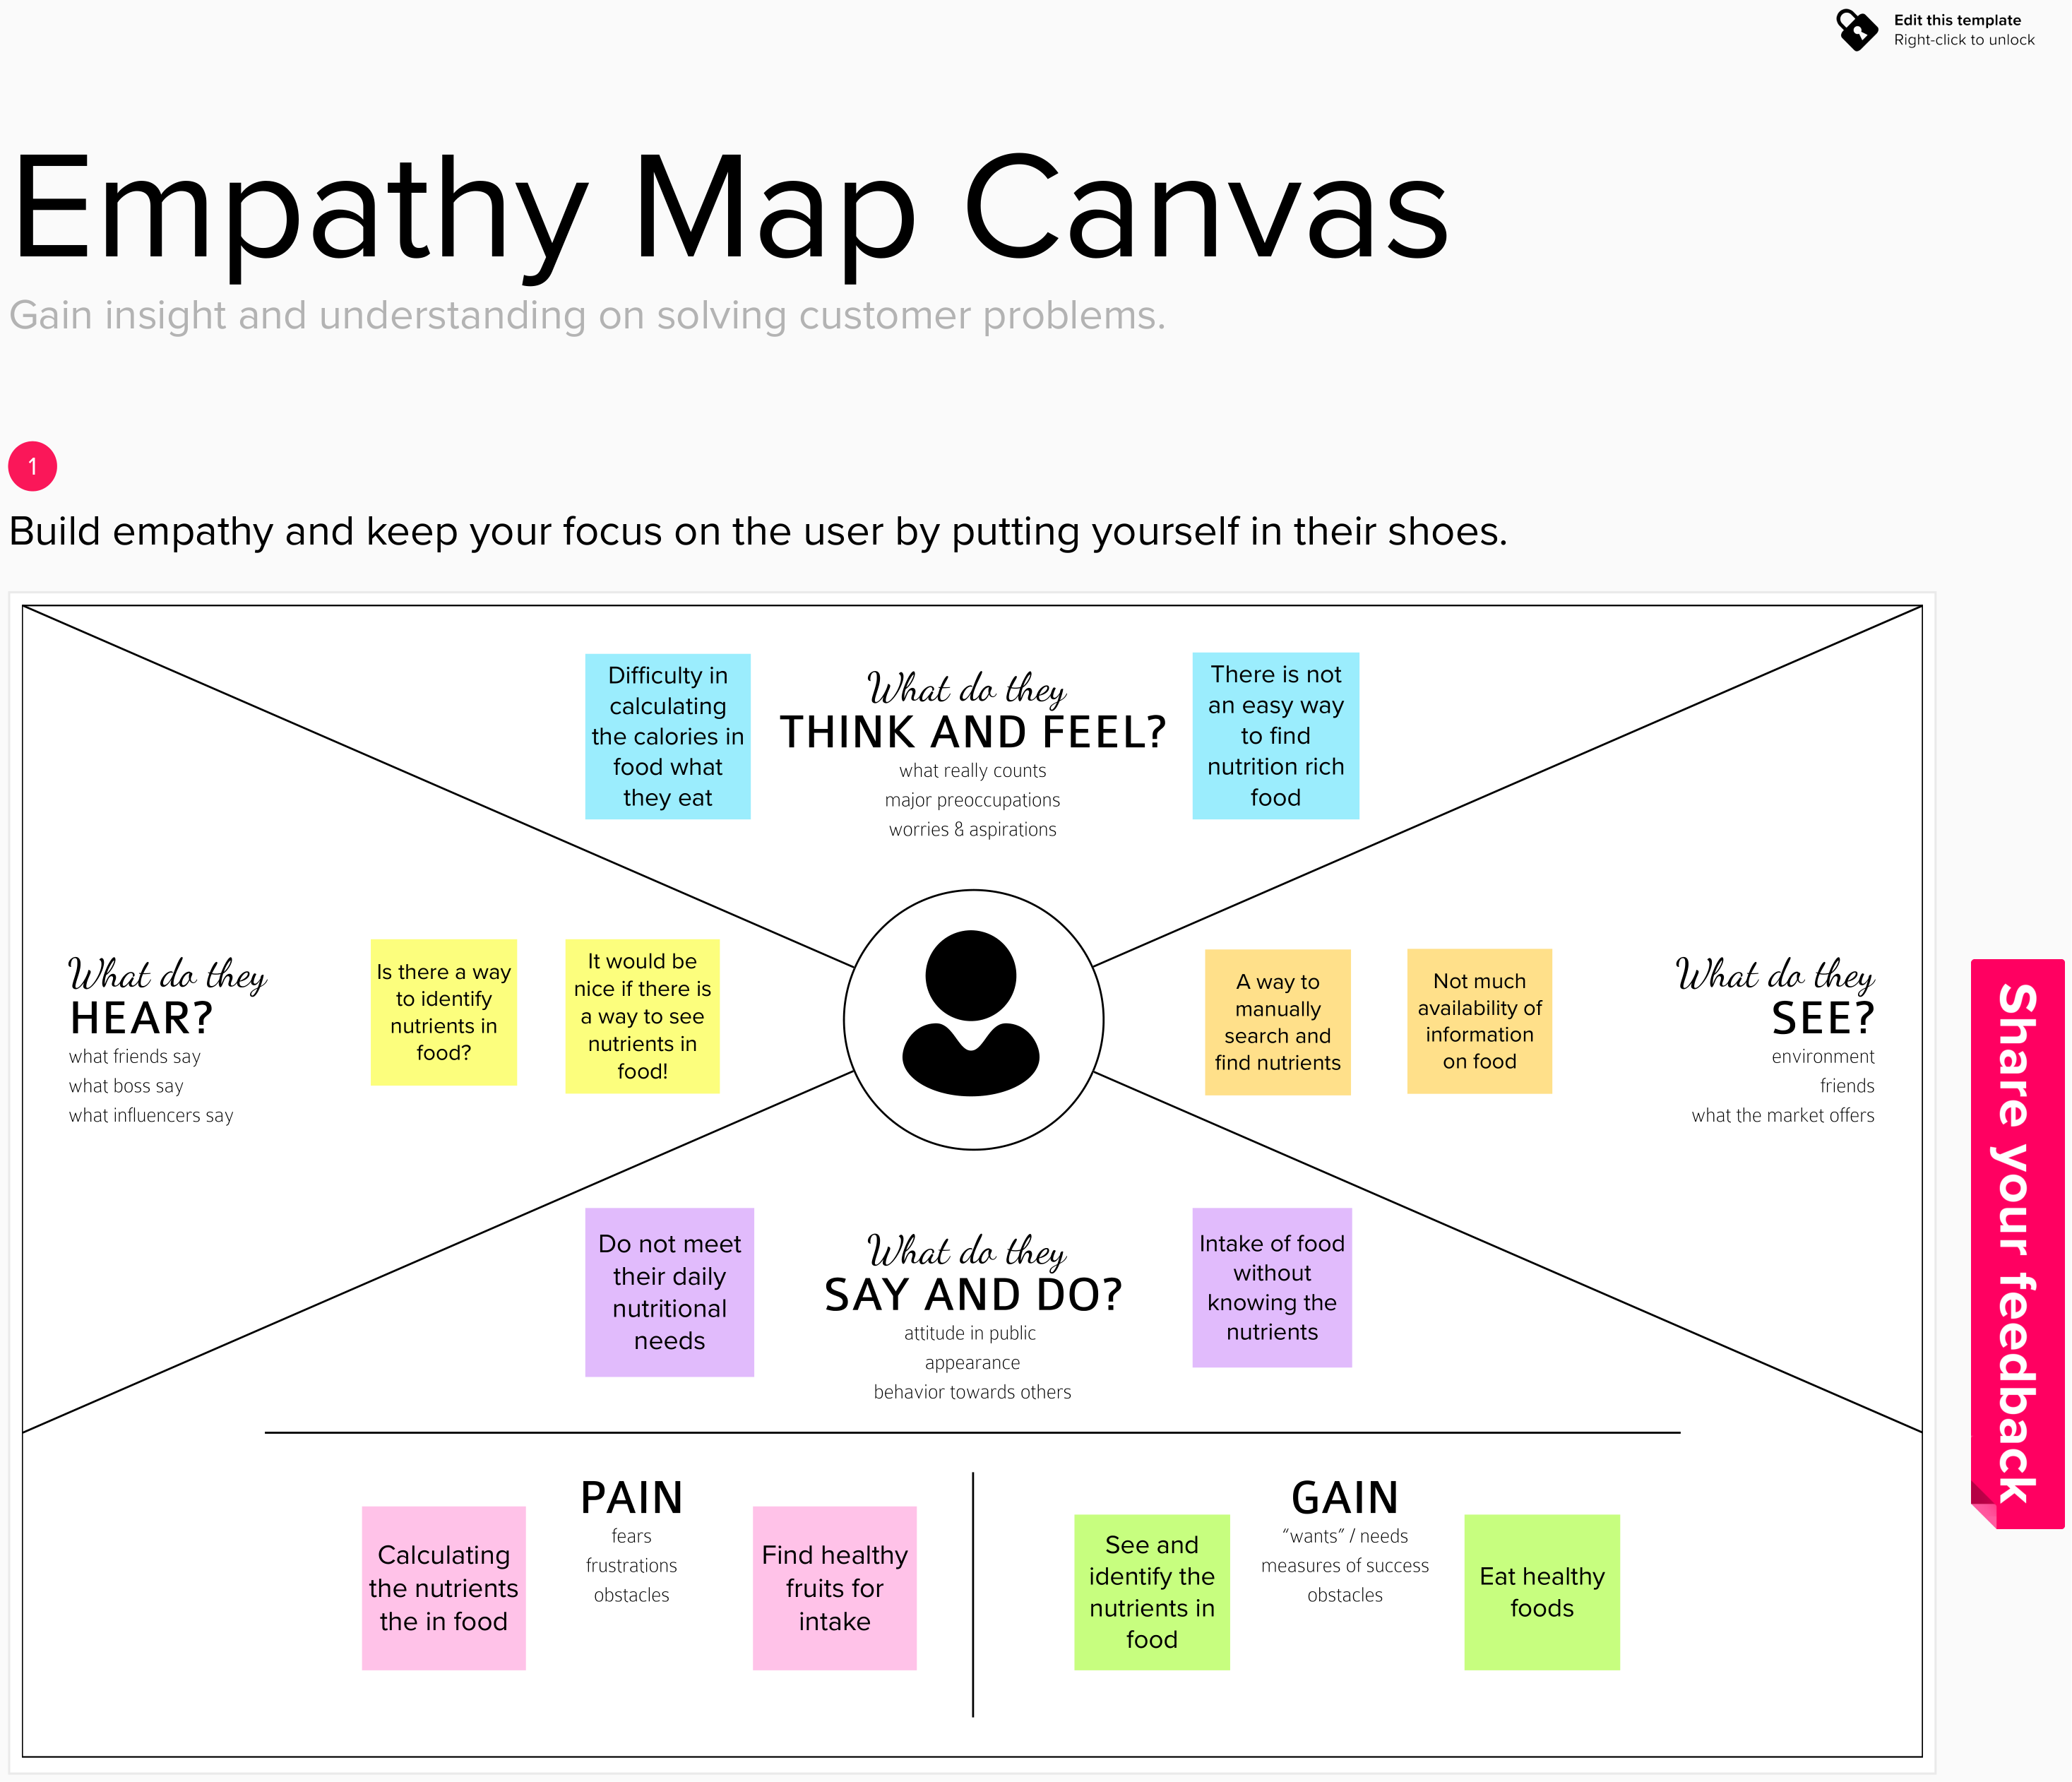 Edit this template
Right-click to unlock
Empathy Map Canvas
Gain insight and understanding on solving customer problems.
1
Build empathy and keep your focus on the user by putting yourself in their shoes.
Difficulty in
calculating
the calories in
food what
they eat
What do they
THINK AND FEEL?
what really counts
major preoccupations
worries & aspirations
There is not
an easy way
to find
nutrition rich
food
What do they
HEAR?
what friends say
what boss say
what influencers say
Is there a way
to identify
nutrients in
food?
It would be
nice if there is
a way to see
nutrients in
food!
A way to
manually
search and
find nutrients
Not much
availability of
information
on food
What do they
SEE?
environment
friends
what the market offers
Share your feedback
Do not meet
their daily
nutritional
needs
What do they
SAY AND DO?
attitude in public
appearance
behavior towards others
Intake of food
without
knowing the
nutrients
PAIN
fears
frustrations
obstacles
Calculating
the nutrients
the in food
Find healthy
fruits for
intake
GAIN
“wants” / needs
measures of success
obstacles
See and
identify the
nutrients in
food
Eat healthy
foods